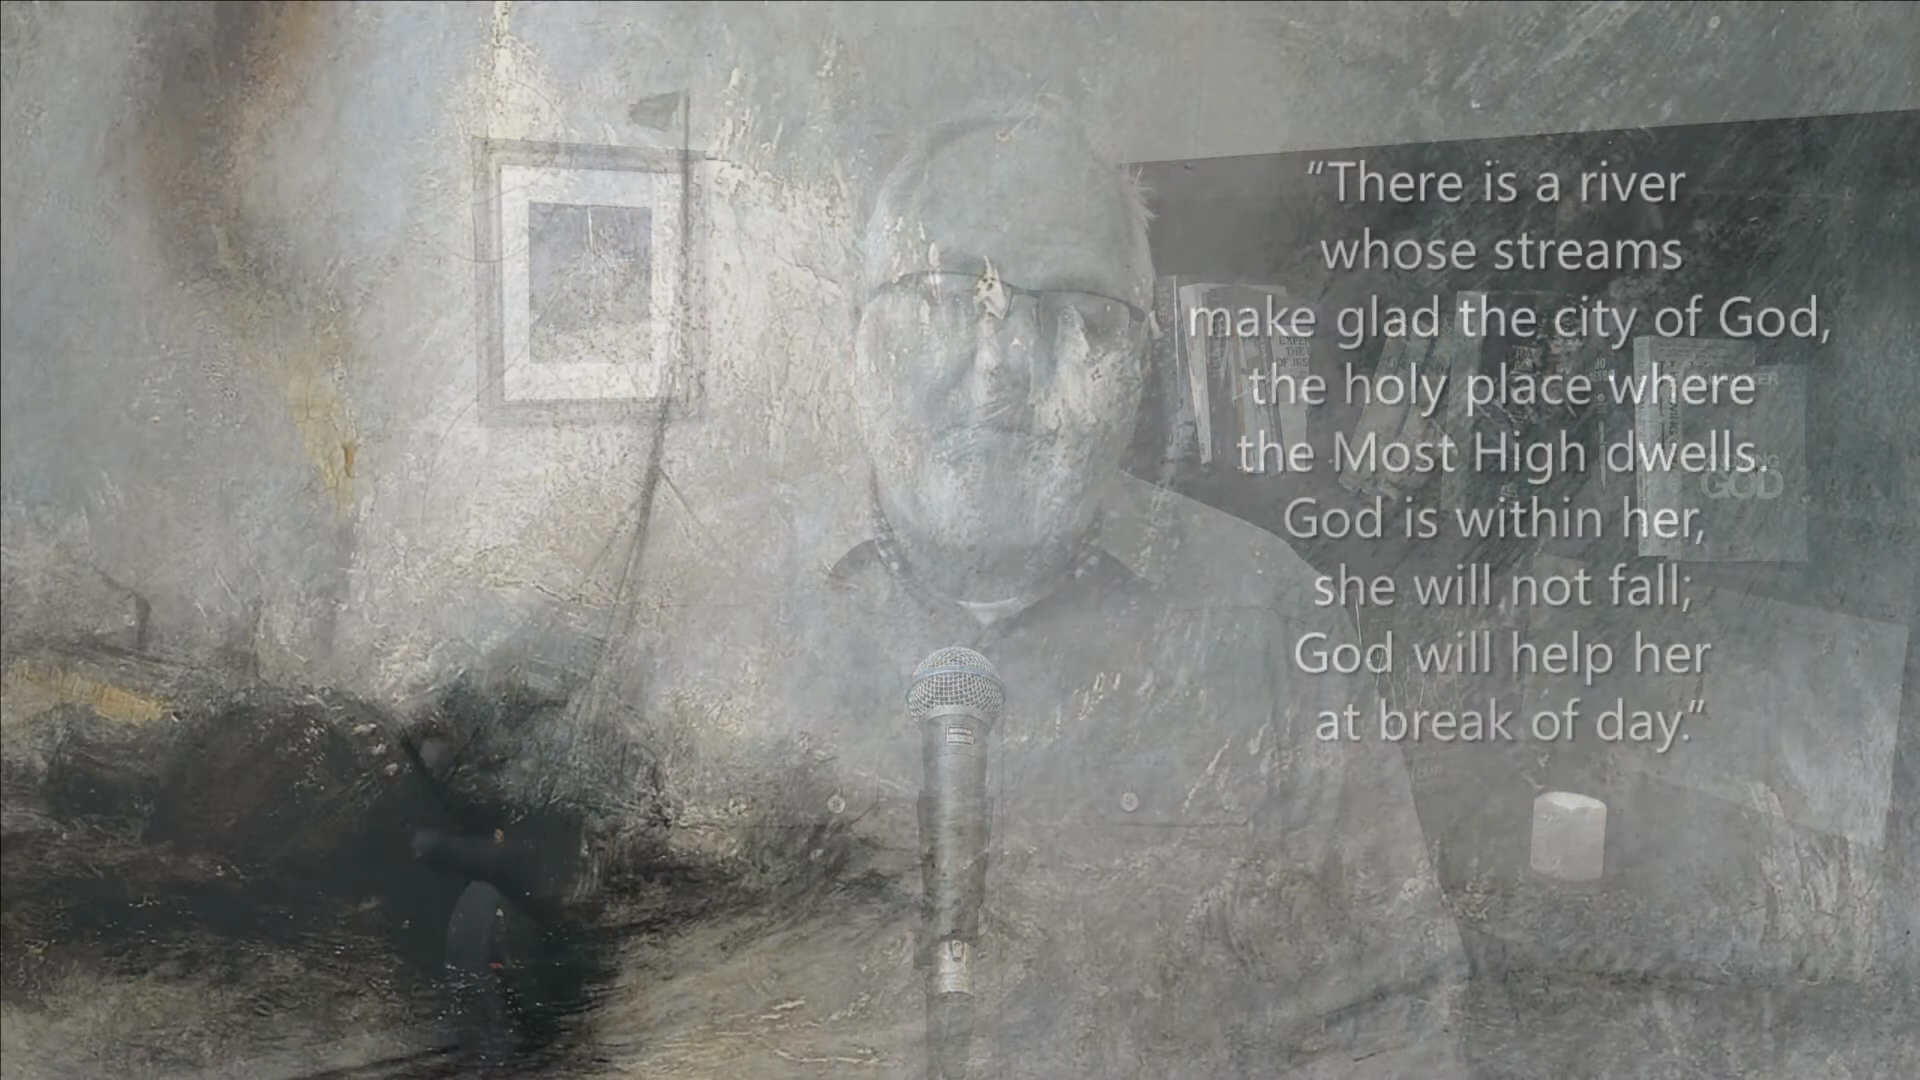 “There is a river
whose streams
make glad the city of God,
the holy place where
the Most High dwells.
God is within her,
she will not fall;
God will help her
at break of day.”
GOD